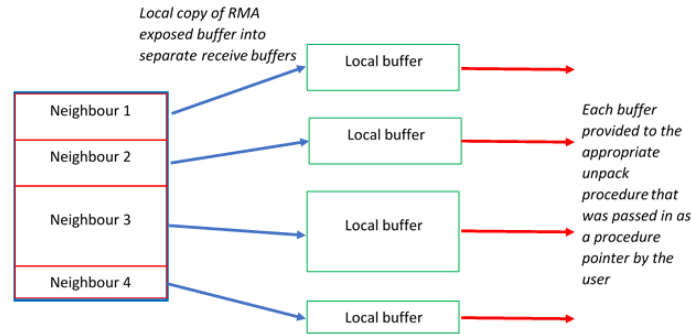 Local copy of RMA
exposed buffer into
separate receive buffers
Neighbour 1
Neighbour 2
Neighbour 3
Neighbour 4
Local buffer
Local buffer
Local buffer
Local buffer
Each buffer
provided to the
appropriate
unpack
procedure that
was passed in as
a procedure
pointer by the
user